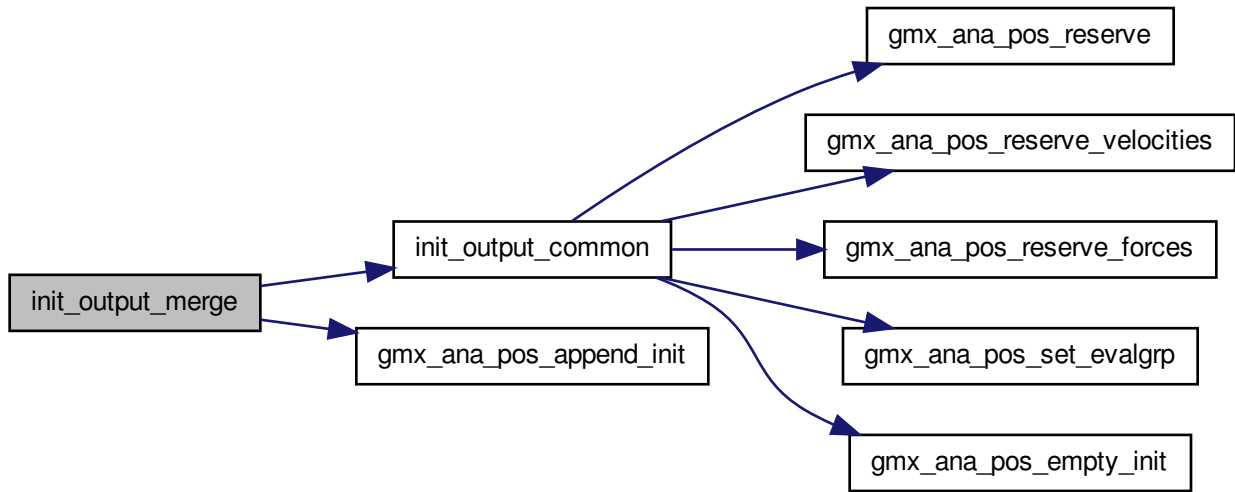 gmx_ana_pos_reserve
gmx_ana_pos_reserve_velocities
init_output_common
gmx_ana_pos_reserve_forces
init_output_merge
gmx_ana_pos_append_init
gmx_ana_pos_set_evalgrp
gmx_ana_pos_empty_init